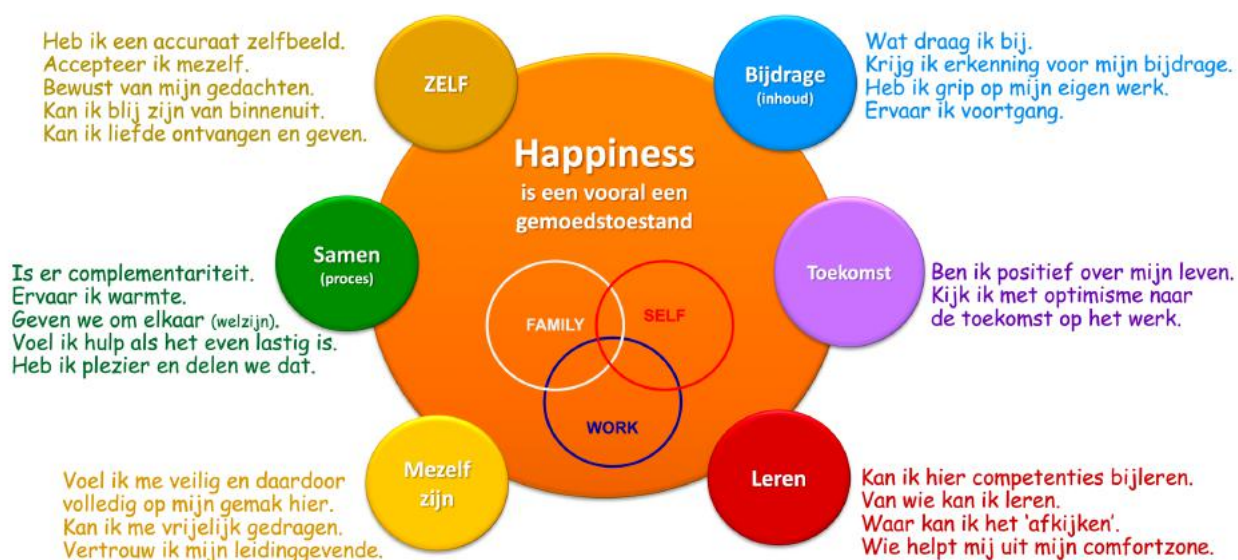 Heb ik een accuraat zelfbeeld.
Accepteer ik mezelf.
Bewust van mijn gedachten.
Kan ik blij zijn van binnenuit.
Kan ik liefde ontvangen en geven.
ZELF
Bijdrage
(inhoud)
Wat draag ik bij.
Krijg ik erkenning voor mijn bijdrage.
Heb ik grip op mijn eigen werk.
Ervaar ik voortgang.
Happiness
is een vooral een
gemoedstoestand
Samen
(proces)
Is er complementariteit.
Ervaar ik warmte.
Geven we om elkaar (welzijn).
Voel ik hulp als het even lastig is.
Heb ik plezier en delen we dat.
FAMILY
SELF
WORK
Toekomst
Ben ik positief over mijn leven.
Kijk ik met optimisme naar
de toekomst op het werk.
Mezelf
zijn
Voel ik me veilig en daardoor
volledig op mijn gemak hier.
Kan ik me vrijelijk gedragen.
Vertrouw ik mijn leidinggevende.
Leren
Kan ik hier competenties bijleren.
Van wie kan ik leren.
Waar kan ik het ‘afkijken’.
Wie helpt mij uit mijn comfortzone.